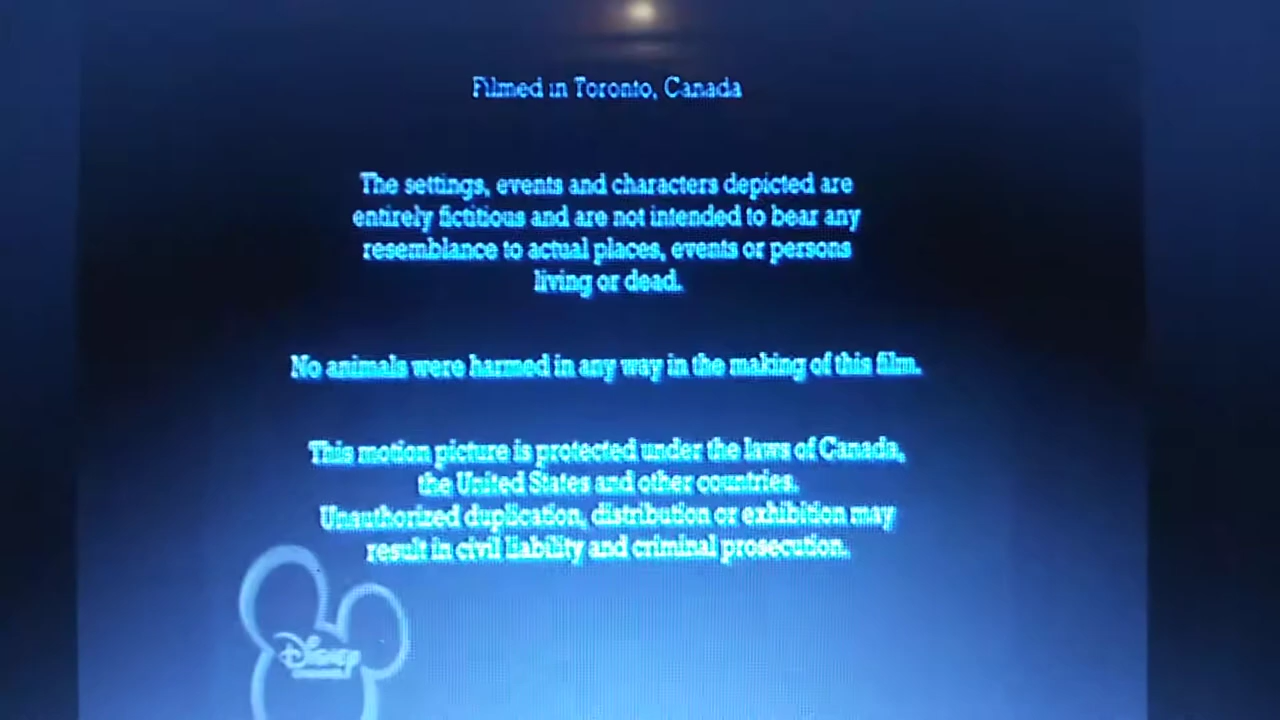 Filmed in Toronto, Canada
The settings, events and characters depicted are
entirely fictitious and are not intended to bear any
resemblance to actual places, events or persons
living or dead.
No animals were harmed in any way in the making of this film.
This motion picture is protected under the laws of Canada,
the United States and other countries.
Unauthorized duplication, distribution or exhibition may
result in civil liability and criminal prosecution.
Disney